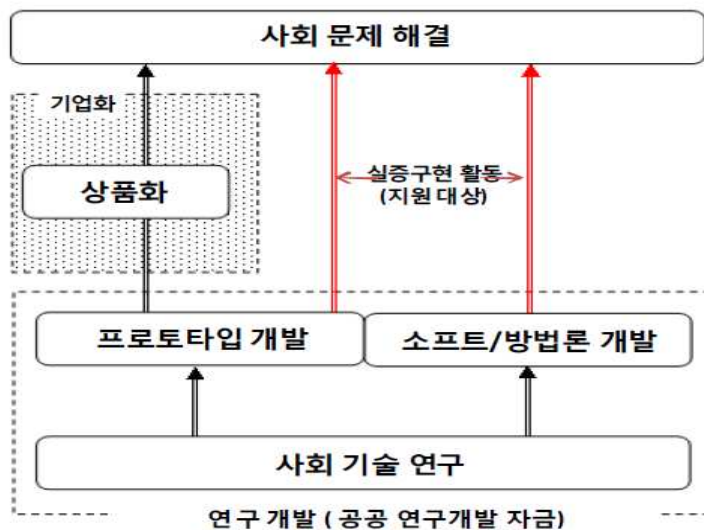 사회 문제 해결
기업화
상품화
실증구현 활동
(지원 대상)
프로토타입 개발
소프트/방법론 개발
사회 기술 연구
연구 개발 ( 공공 연구개발 자금)